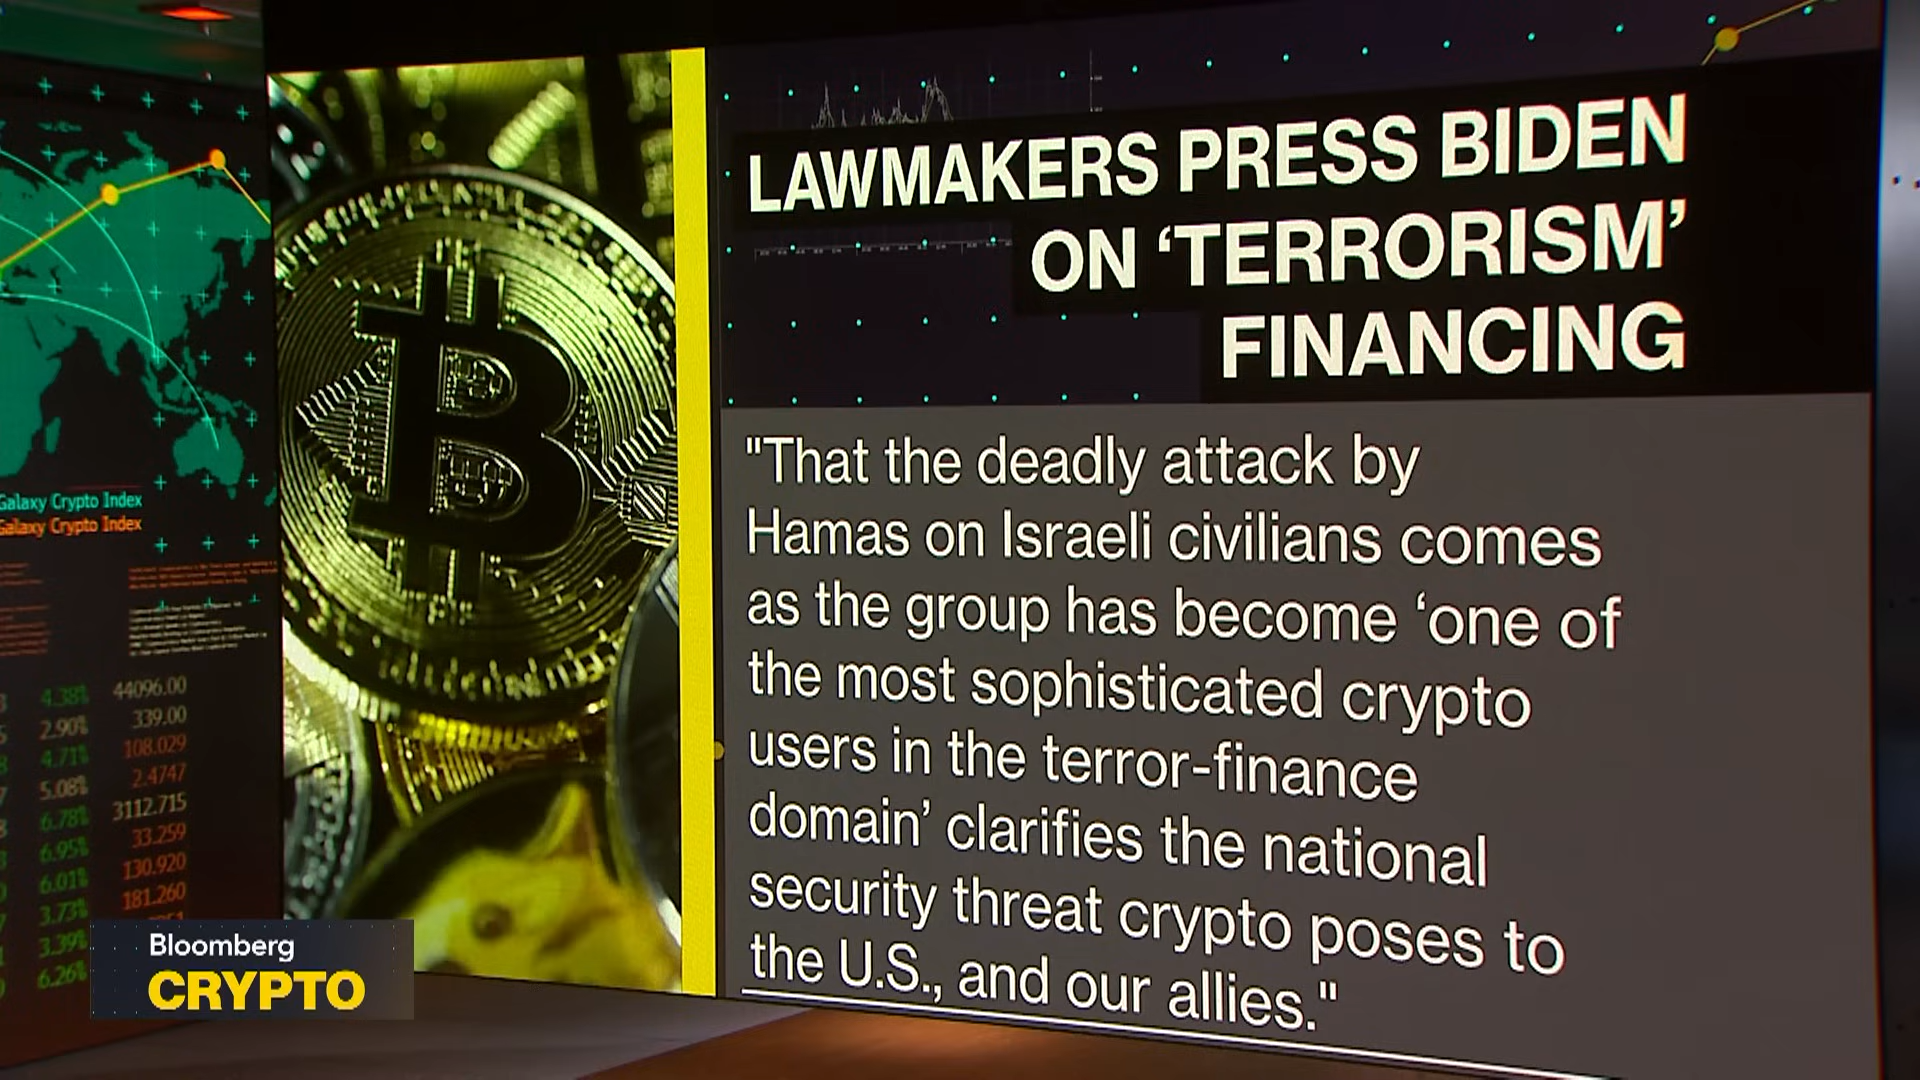 LAWMAKERS PRESS BIDEN
ON ‘TERRORISM’
FINANCING
"That the deadly attack by
Hamas on Israeli civilians comes
as the group has become ‘one of
the most sophisticated crypto
users in the terror-finance
domain’ clarifies the national
security threat crypto poses to
the U.S., and our allies."
Galaxy Crypto Index
Galaxy Crypto Index
4.38% 44096.00
2.90% 339.00
4.71% 108.029
5.08% 2.4747
6.78% 3112.715
6.95% 33.259
6.01% 130.920
3.73% 181.260
3.39%
6.26%
Bloomberg
CRYPTO